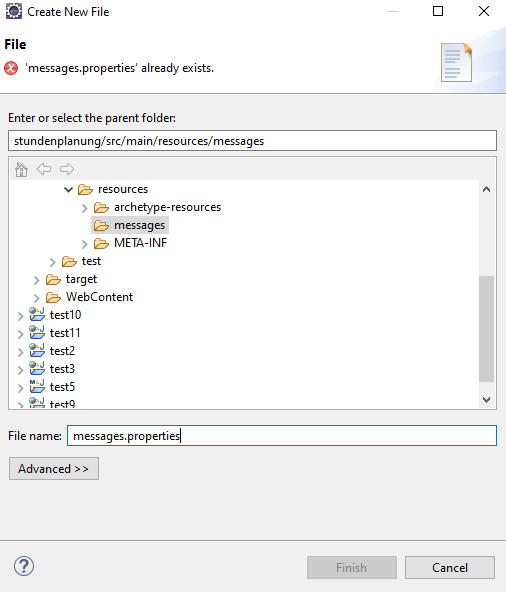 Create New File
File
'messages.properties' already exists.
Enter or select the parent folder:
stundenplanung/src/main/resources/messages
resources
archetype-resources
messages
META-INF
test
target
WebContent
test10
test11
test2
test3
test5
test9
File name: messages.properties
Advanced >>
Finish Cancel